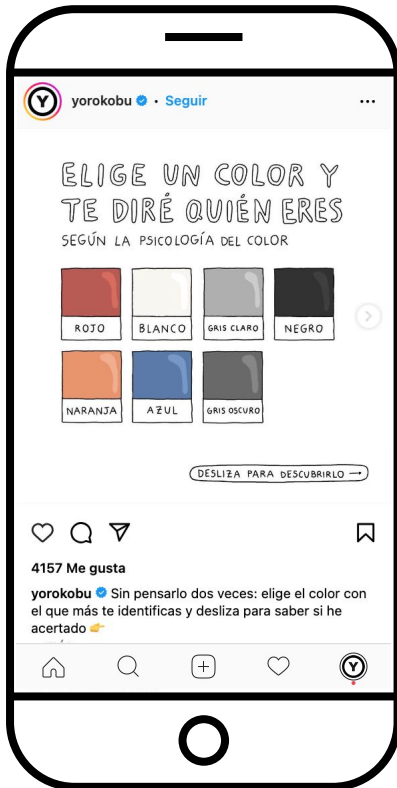 Y yorokobu • Seguir
ELIGE UN COLOR Y
TE DIRÉ QUIÉN ERES
SEGÚN LA PSICOLOGÍA DEL COLOR
ROJO BLANCO GRIS CLARO NEGRO
NARANJA AZUL GRIS OSCURO
DESLIZA PARA DESCUBRIRLO →
4157 Me gusta
yorokobu Sin pensarlo dos veces: elige el color con
el que más te identificas y desliza para saber si he
acertado 👉
Y